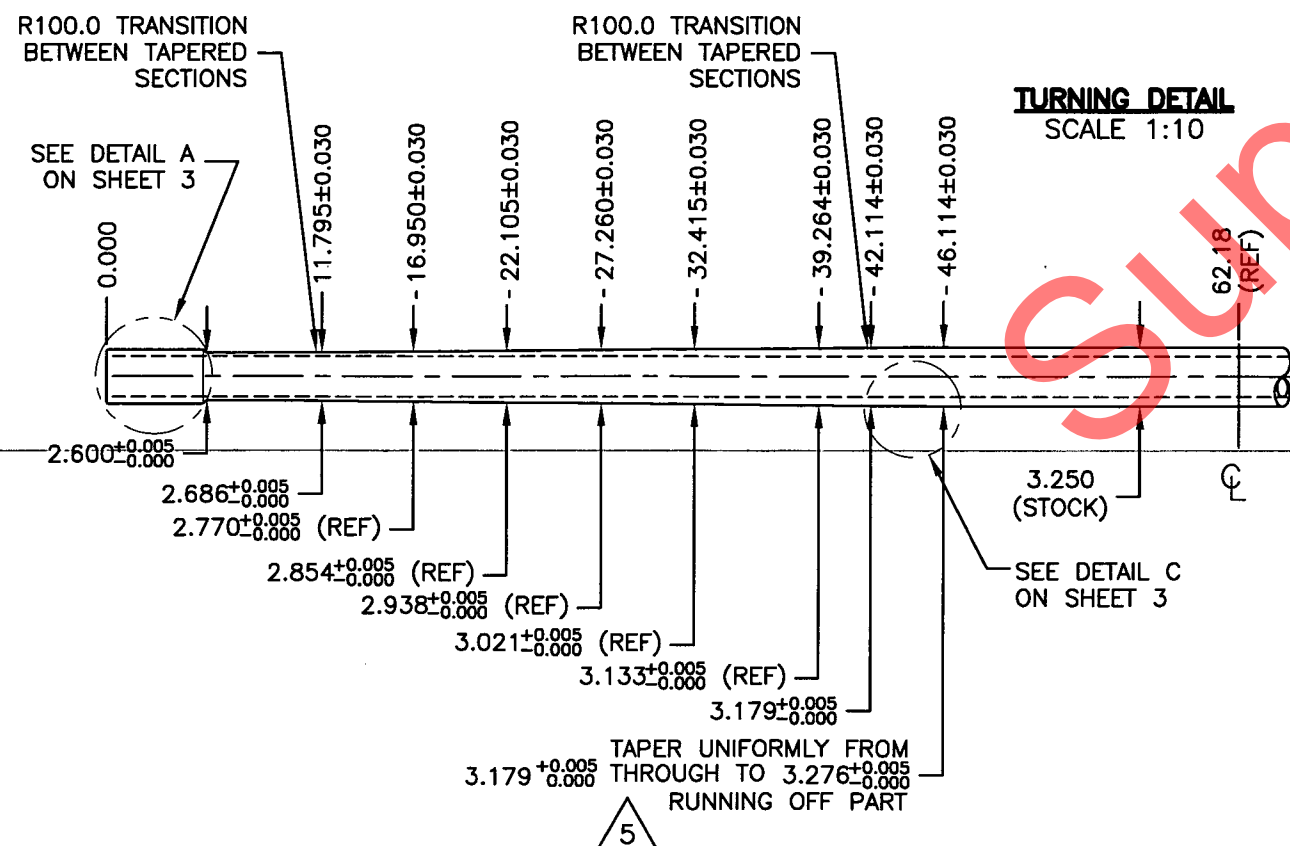 R100.0 TRANSITION
BETWEEN TAPERED
SECTIONS
R100.0 TRANSITION
BETWEEN TAPERED
SECTIONS
TURNING DETAIL
SCALE 1:10
SEE DETAIL A
ON SHEET 3
0.000
11.795±0.030
16.950±0.030
22.105±0.030
27.260±0.030
32.415±0.030
39.264±0.030
42.114±0.030
46.114±0.030
62.18
(REF)
2.600+0.005
-0.000
2.686+0.005
-0.000
2.770+0.005
-0.000 (REF)
2.854+0.005
-0.000 (REF)
2.938+0.005
-0.000 (REF)
3.021+0.005
-0.000 (REF)
3.133+0.005
-0.000 (REF)
3.179+0.005
-0.000
3.250
(STOCK)
℄
SEE DETAIL C
ON SHEET 3
TAPER UNIFORMLY FROM
3.179 +0.005
0.000 THROUGH TO 3.276+0.005
-0.000
RUNNING OFF PART
5